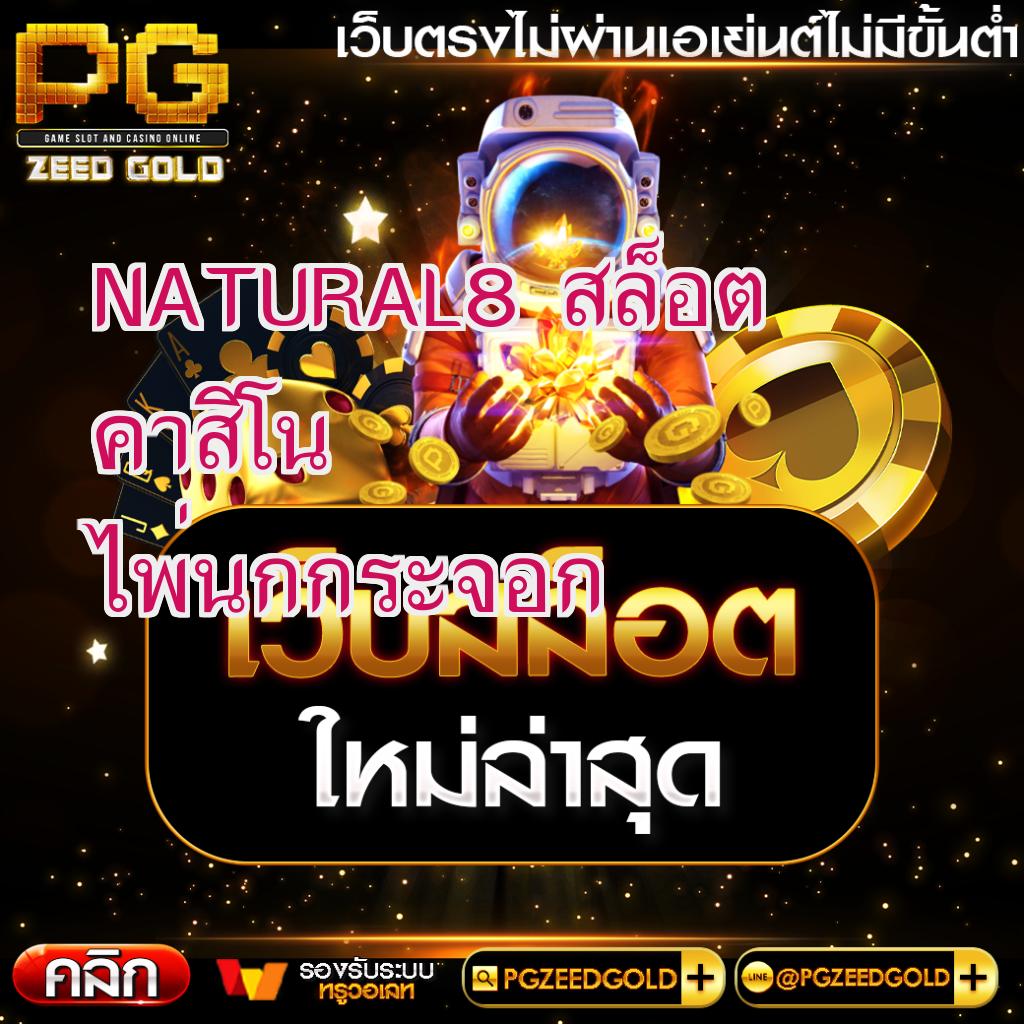 เว็บตรงไม่ผ่านเอเย่นต์ไม่มีขั้นต่ำ
PG
GAME SLOT AND CASINO ONLINE
ZEED GOLD
NATURAL8 สล็อต
คาสิโน
ไพ่นกกระจอก
เว็บสล็อต
ใหม่ล่าสุด
คลิก
รองรับระบบ
ทรูวอเลท
PGZEEDGOLD
LINE @PGZEEDGOLD